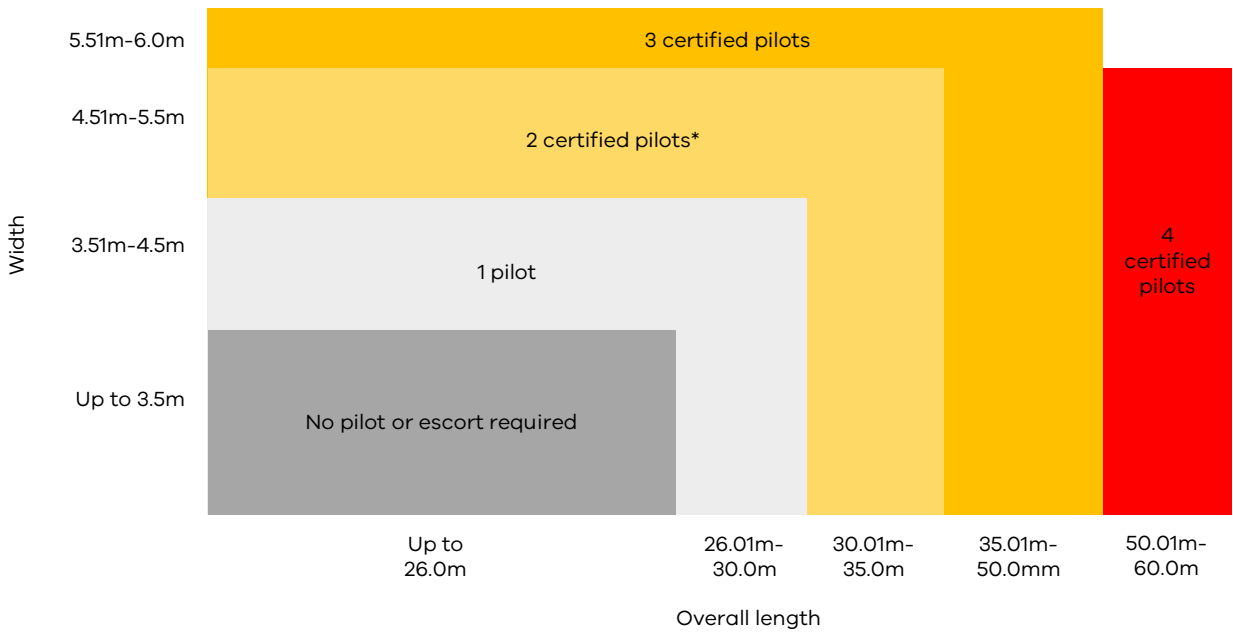 5.51m-6.0m
3 certified pilots
4.51m-5.5m
2 certified pilots*
Width
3.51m-4.5m
1 pilot
4
certified
pilots
Up to 3.5m
No pilot or escort required
Up to
26.0m
26.01m-
30.0m
30.01m-
35.0m
35.01m-
50.0mm
50.01m-
60.0m
Overall length